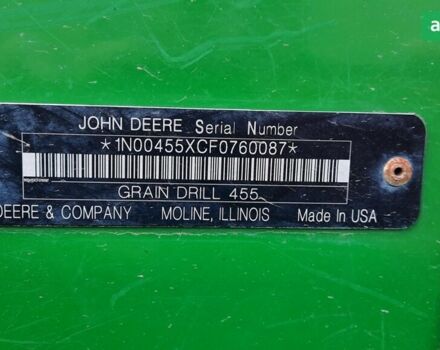 JOHN DEERE Serial Number
*1N00455XCF0760087*
GRAIN DRILL 455
DEERE & COMPANY MOLINE, ILLINOIS Made In USA